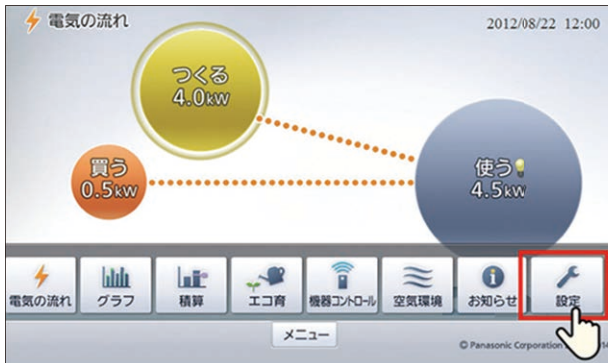 電気の流れ
2012/08/22 12:00
つくる
4.0kW
買う
0.5kW
使う
4.5kW
電気の流れ
グラフ
積算
エコ育
機器コントロール
空気環境
お知らせ
設定
メニュー
© Panasonic Corporation